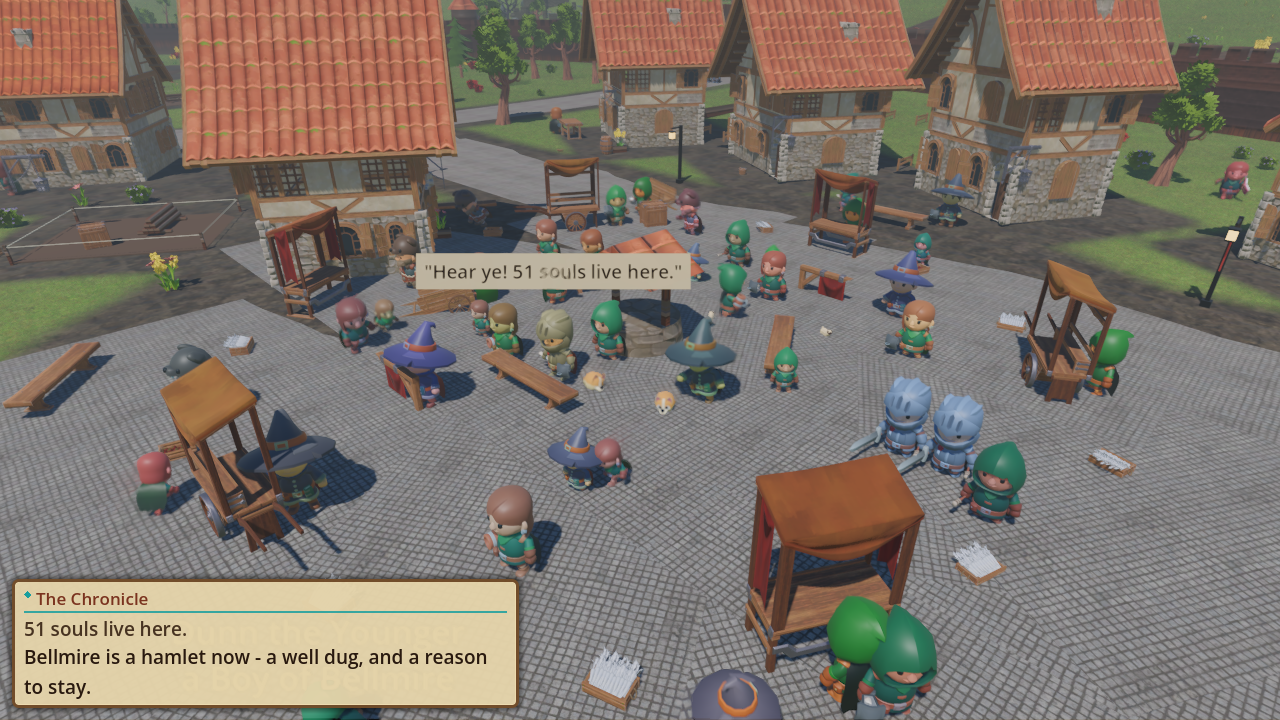 "Hear ye! 51 souls live here."
The Chronicle
51 souls live here.
Bellmire is a hamlet now - a well dug, and a reason
to stay.